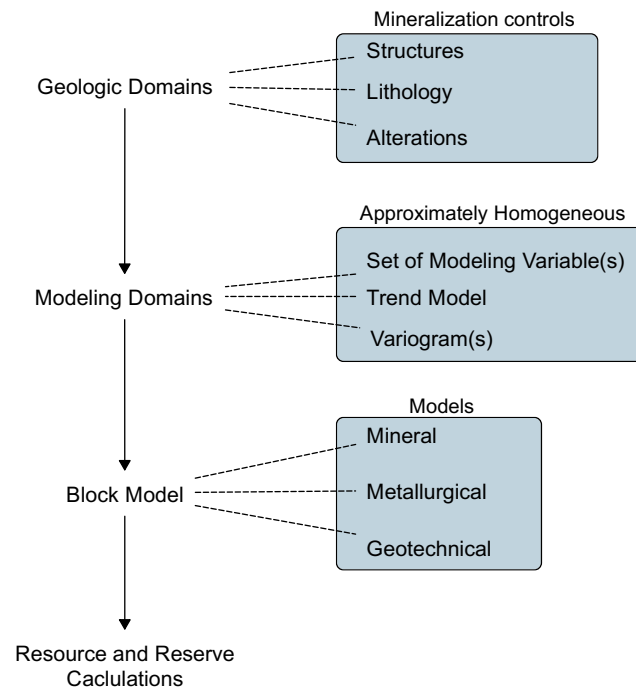 Mineralization controls
Structures
Geologic Domains
Lithology
Alterations
Approximately Homogeneous
Set of Modeling Variable(s)
Modeling Domains
Trend Model
Variogram(s)
Models
Mineral
Block Model
Metallurgical
Geotechnical
Resource and Reserve
Caclulations